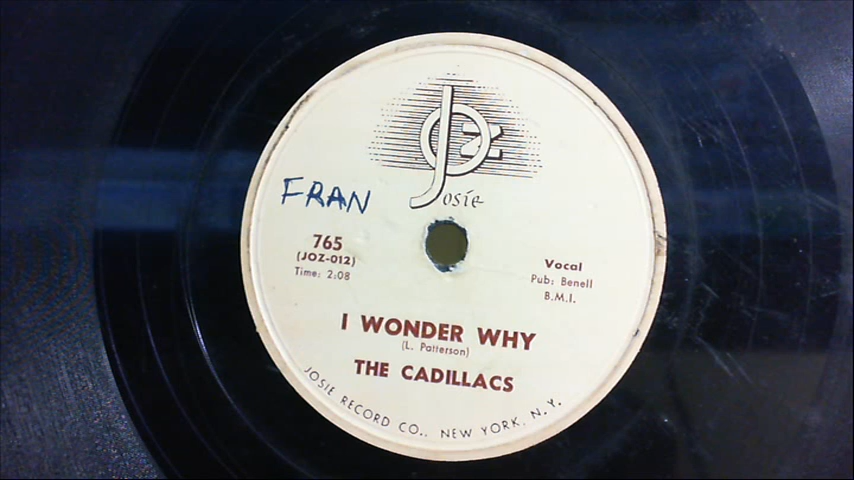 JOZ
Josie
FRAN
765
(JOZ-012)
Time: 2:08
Vocal
Pub: Benell
B.M.I.
I WONDER WHY
(L. Patterson)
THE CADILLACS
JOSIE RECORD CO., NEW YORK, N. Y.